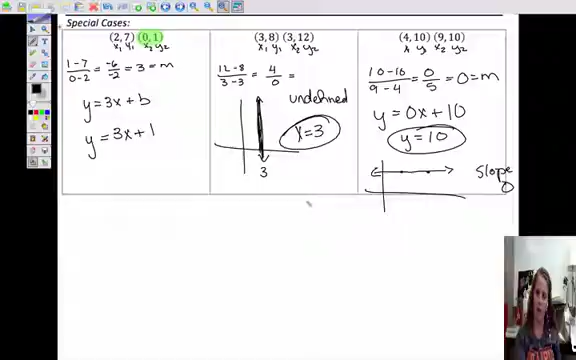 Special Cases:
(2,7) (0,1)
x₁ y₁ x₂ y₂
1-7/0-2 = -6/-2 = 3 = m
y = 3x + b
y = 3x + 1
(3,8) (3,12)
x₁ y₁ x₂ y₂
12-8/3-3 = 4/0 =
undefined
x=3
3
(4,10) (9,10)
x₁ y₁ x₂ y₂
10-10/9-4 = 0/5 = 0 = m
y = 0x + 10
y = 10
slope
0